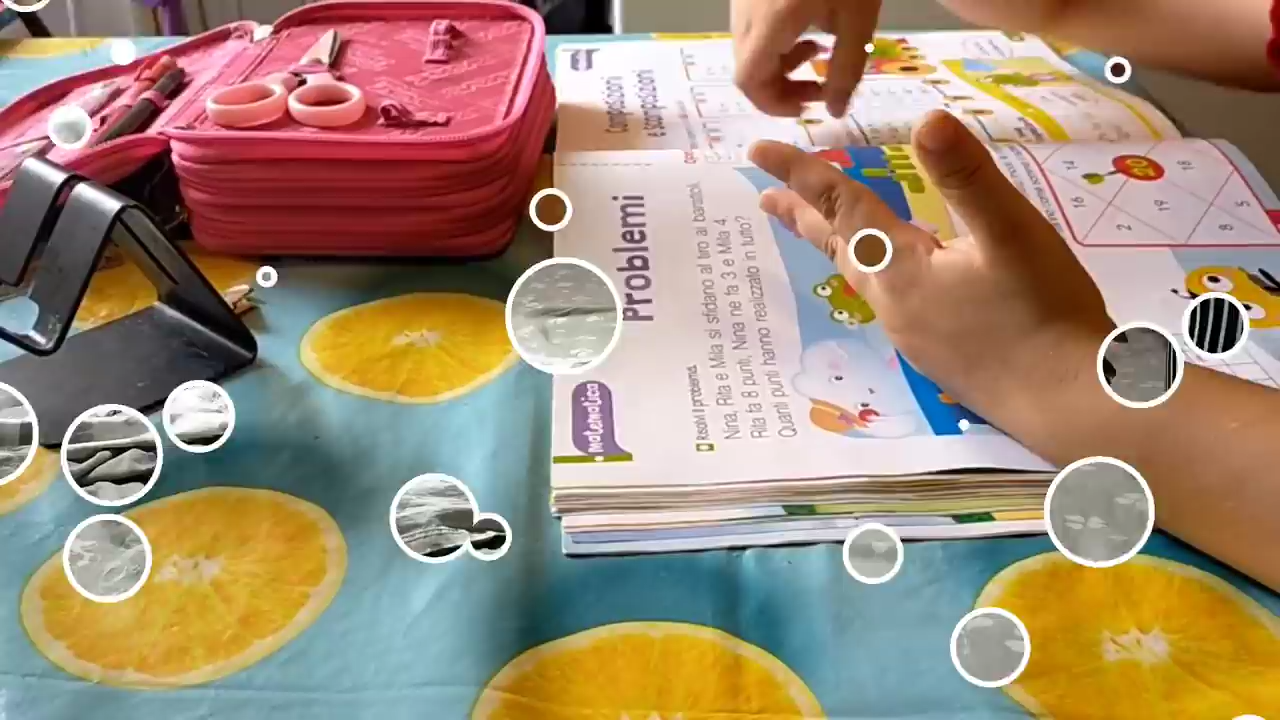 Composizioni
e scomposizioni
Problemi
Matematica
Risolvi il problema.
Nina, Rita e Mila si sfidano al tiro ai barattoli.
Rita fa 8 punti, Nina ne fa 3 e Mila 4.
Quanti punti hanno realizzato in tutto?
14
20
18
16
19
2
8
5